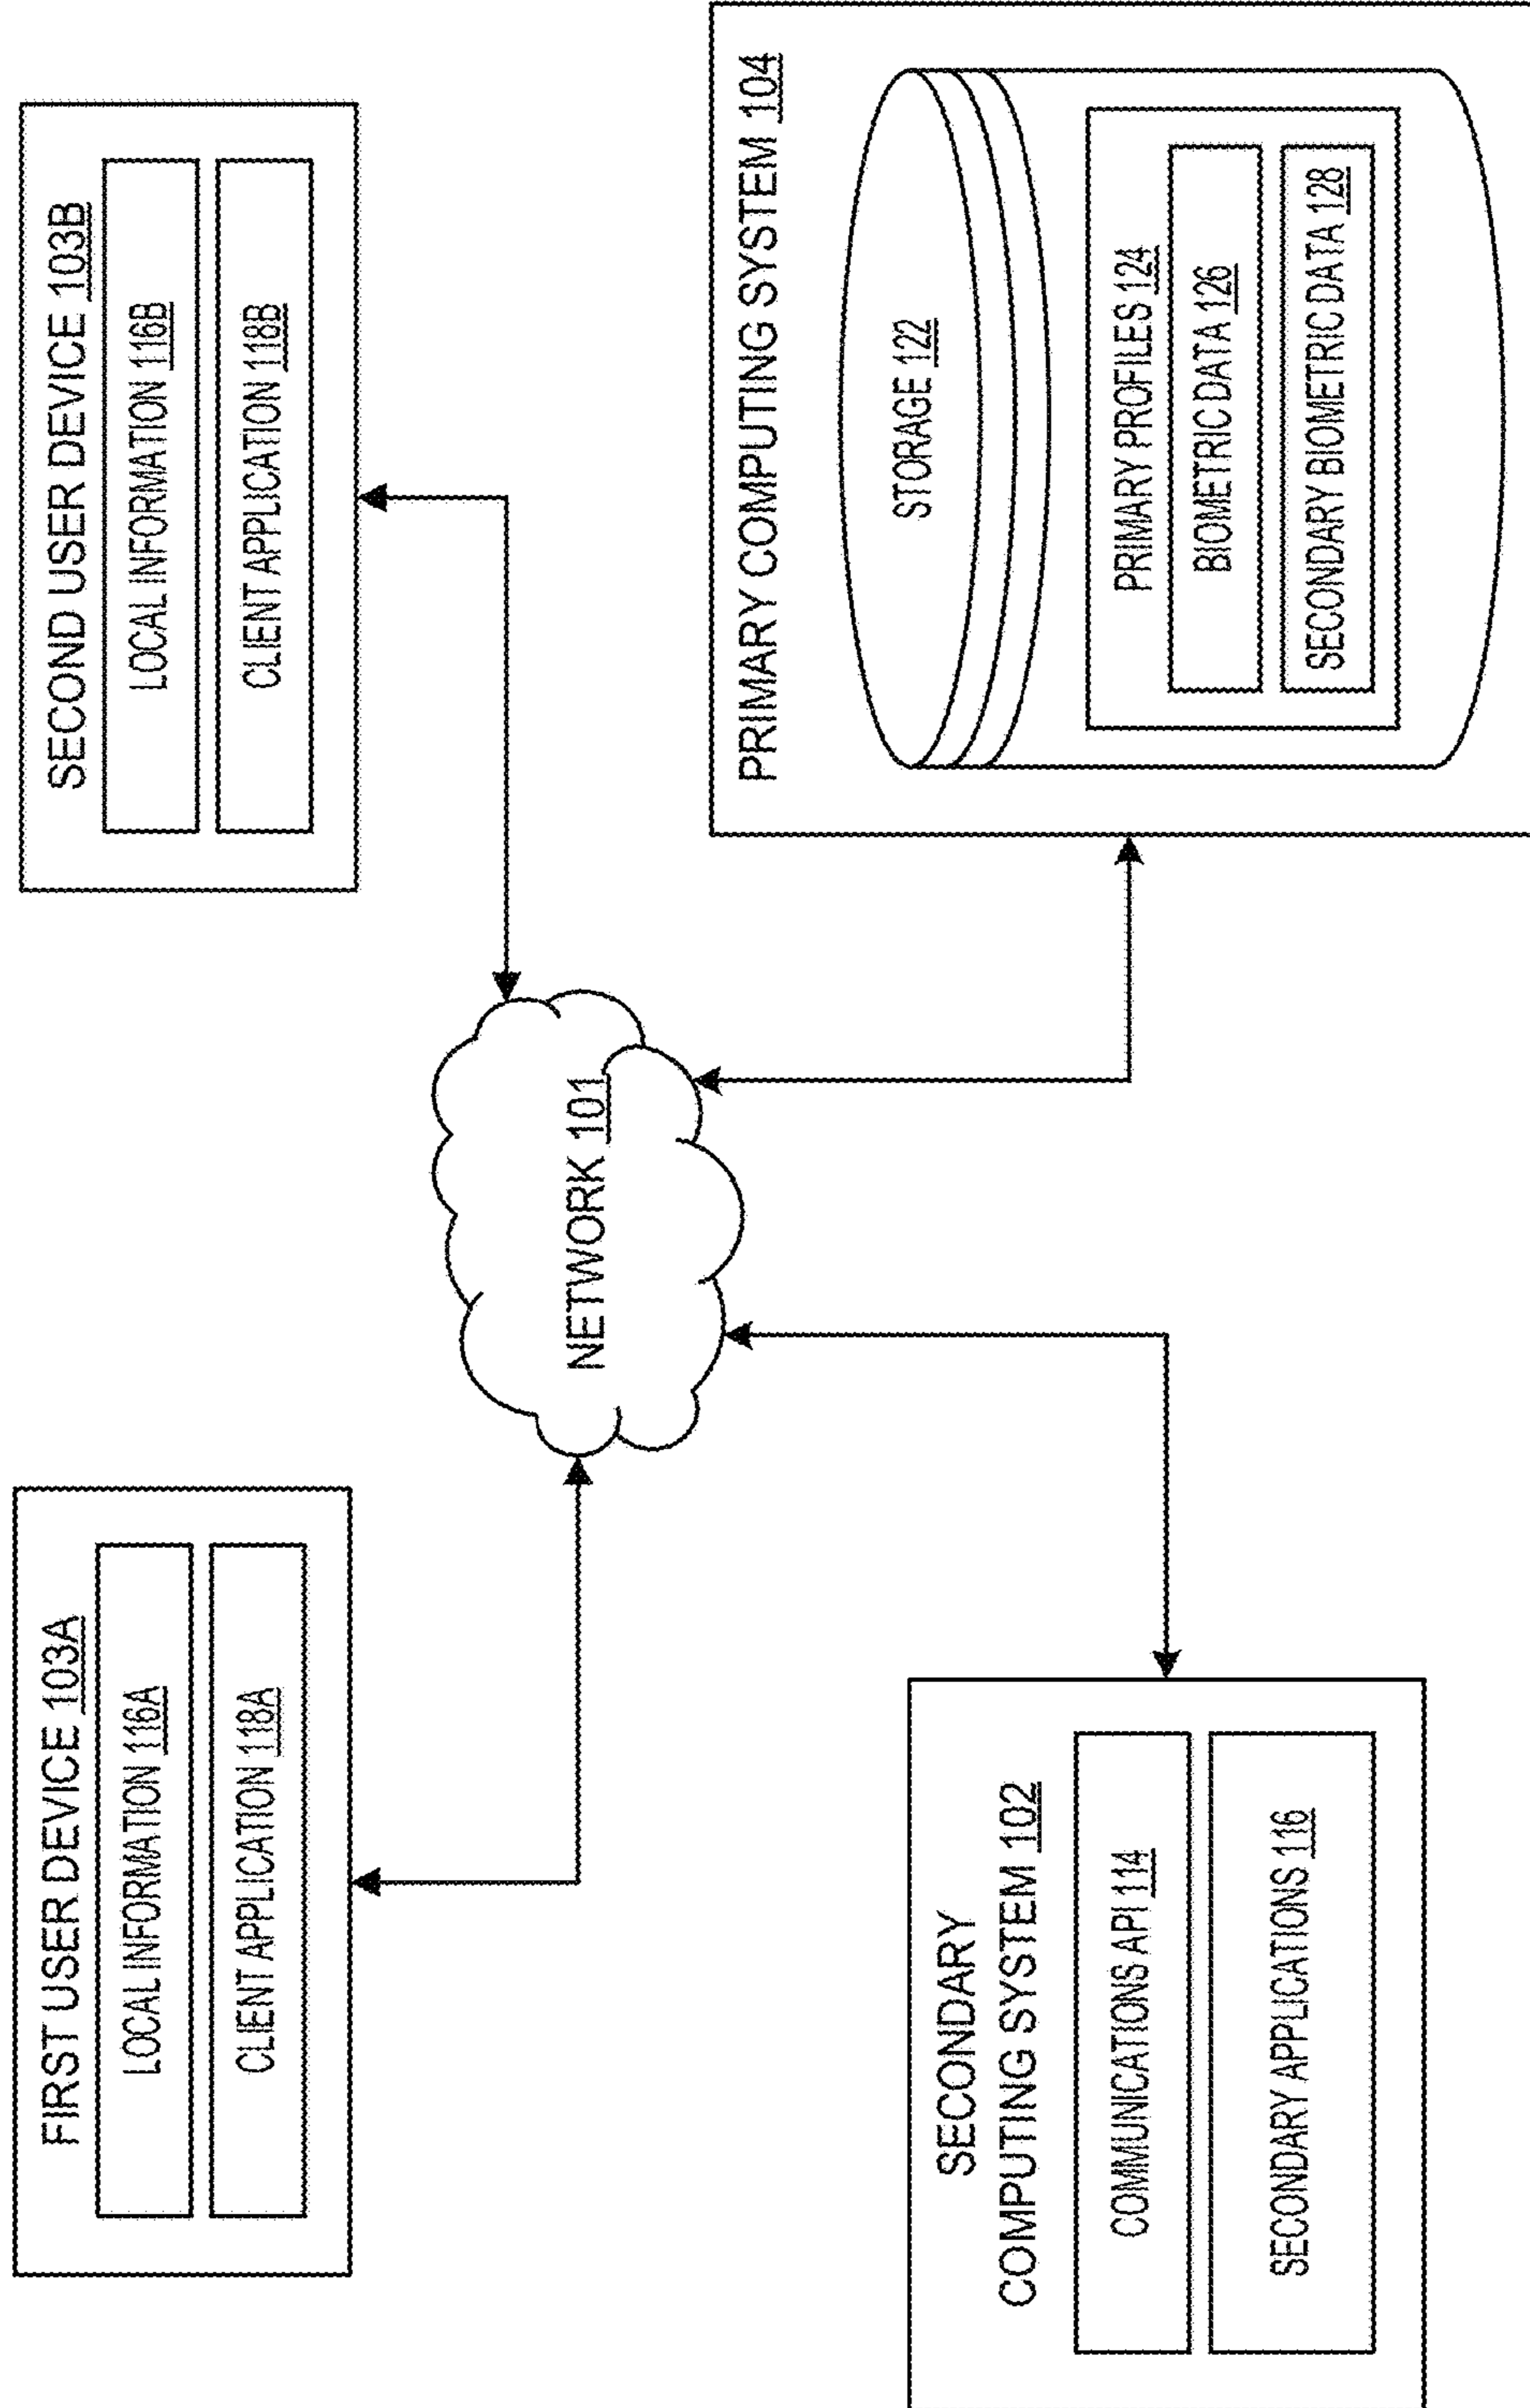 FIRST USER DEVICE 103A
LOCAL INFORMATION 116A
CLIENT APPLICATION 118A
SECOND USER DEVICE 103B
LOCAL INFORMATION 116B
CLIENT APPLICATION 118B
NETWORK 101
SECONDARY
COMPUTING SYSTEM 102
COMMUNICATIONS API 114
SECONDARY APPLICATIONS 116
PRIMARY COMPUTING SYSTEM 104
STORAGE 122
PRIMARY PROFILES 124
BIOMETRIC DATA 126
SECONDARY BIOMETRIC DATA 128